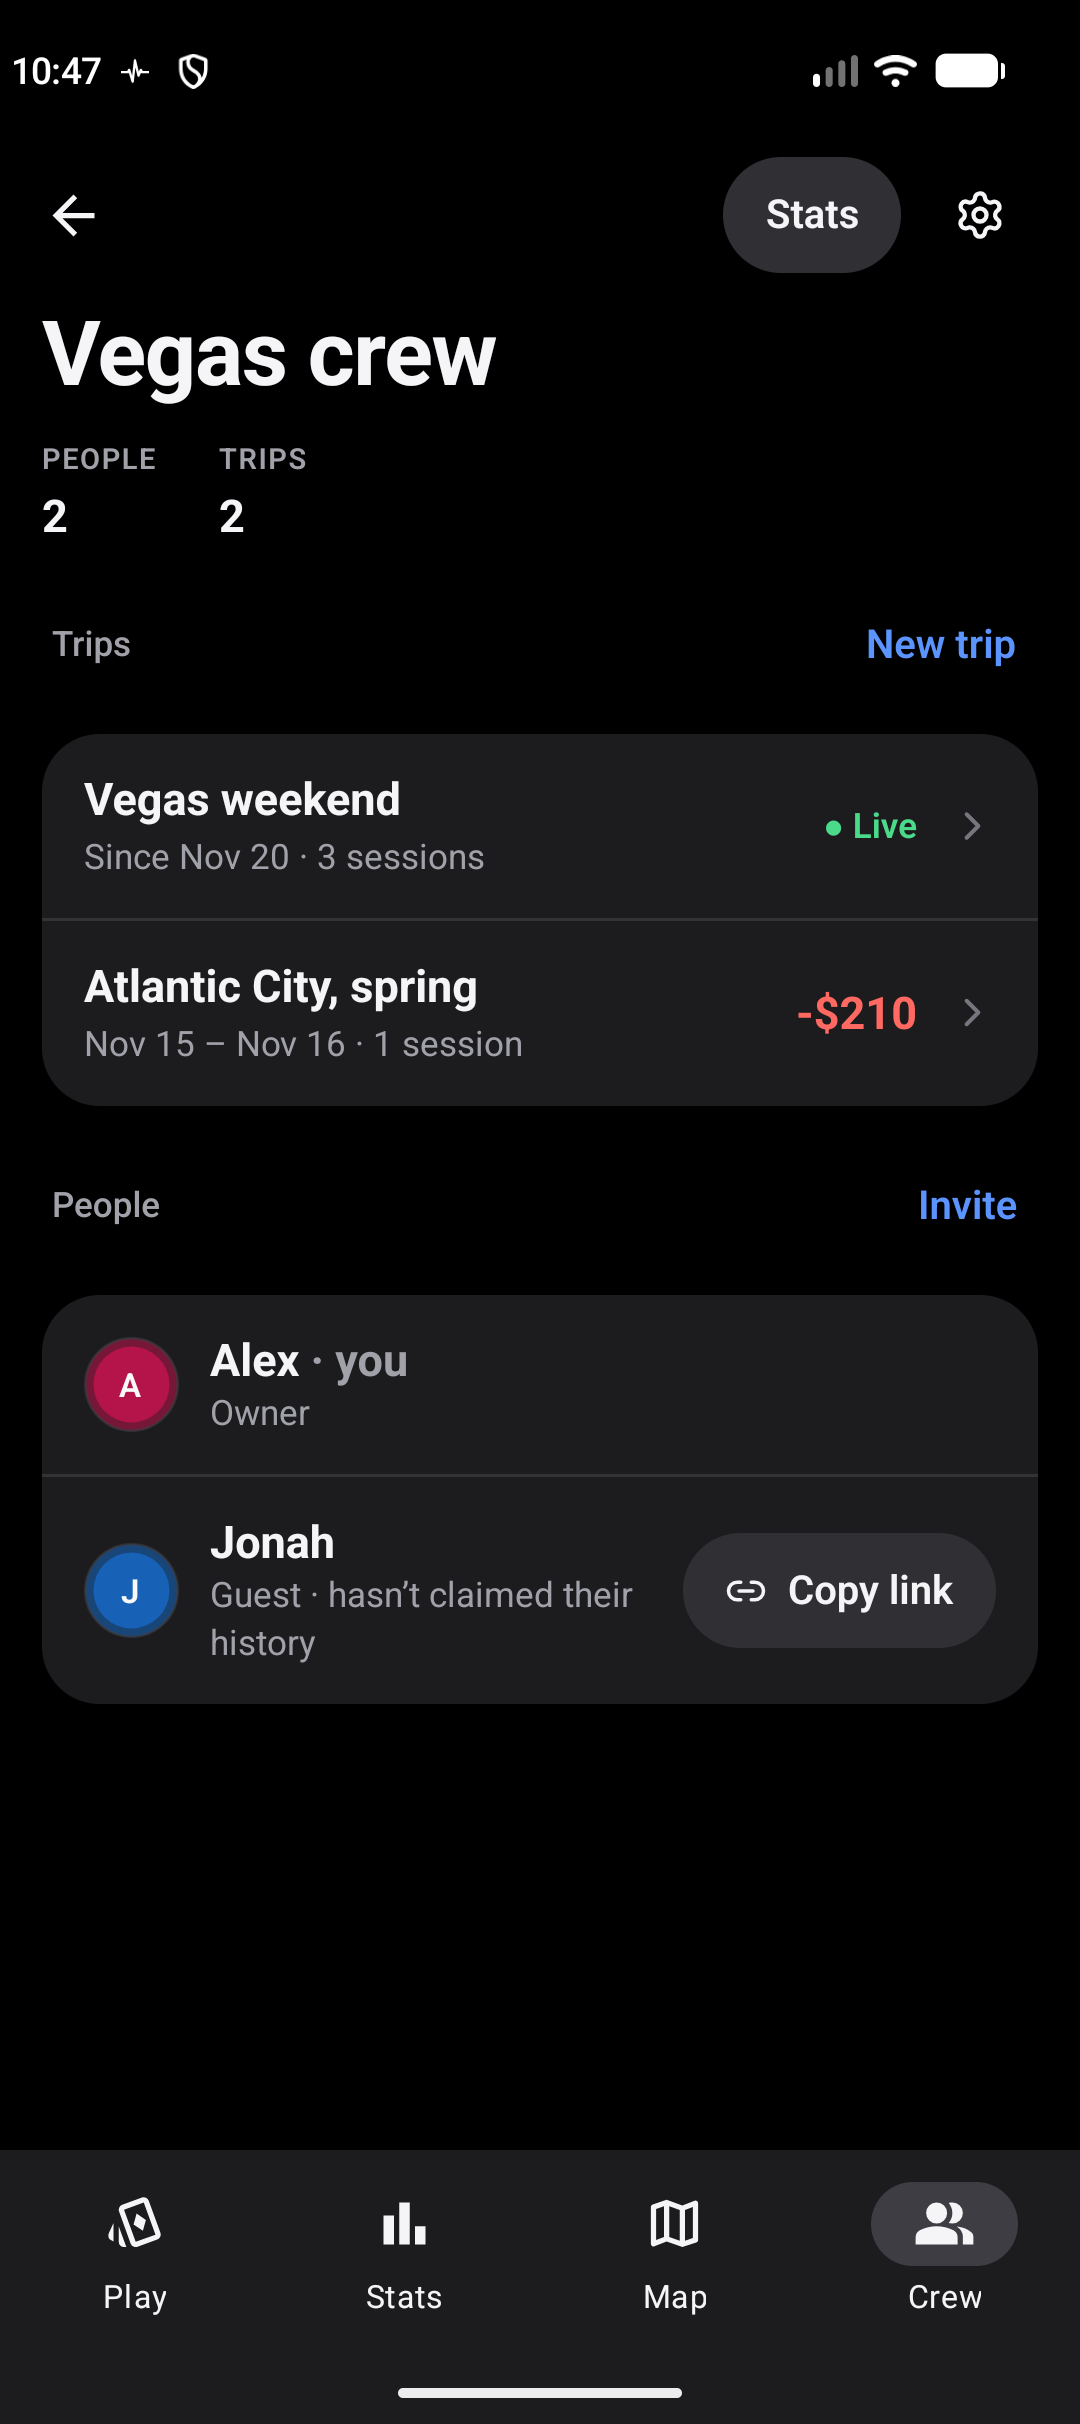 10:47
Stats
Vegas crew
PEOPLE TRIPS
2 2
Trips New trip
Vegas weekend
Since Nov 20 · 3 sessions
● Live
Atlantic City, spring
Nov 15 – Nov 16 · 1 session
-$210
People Invite
A
Alex · you
Owner
J
Jonah
Guest · hasn’t claimed their
history
Copy link
Play Stats Map Crew